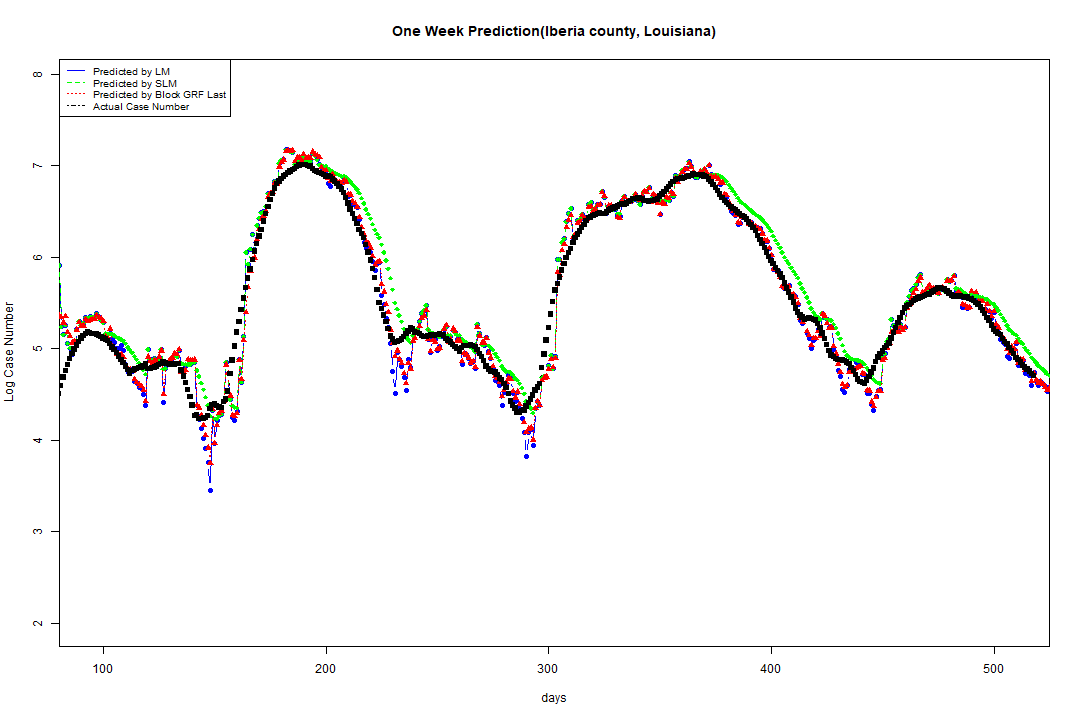 One Week Prediction(Iberia county, Louisiana)
Predicted by LM
Predicted by SLM
Predicted by Block GRF Last
Actual Case Number
8
7
6
5
4
3
2
Log Case Number
100 200 300 400 500
days